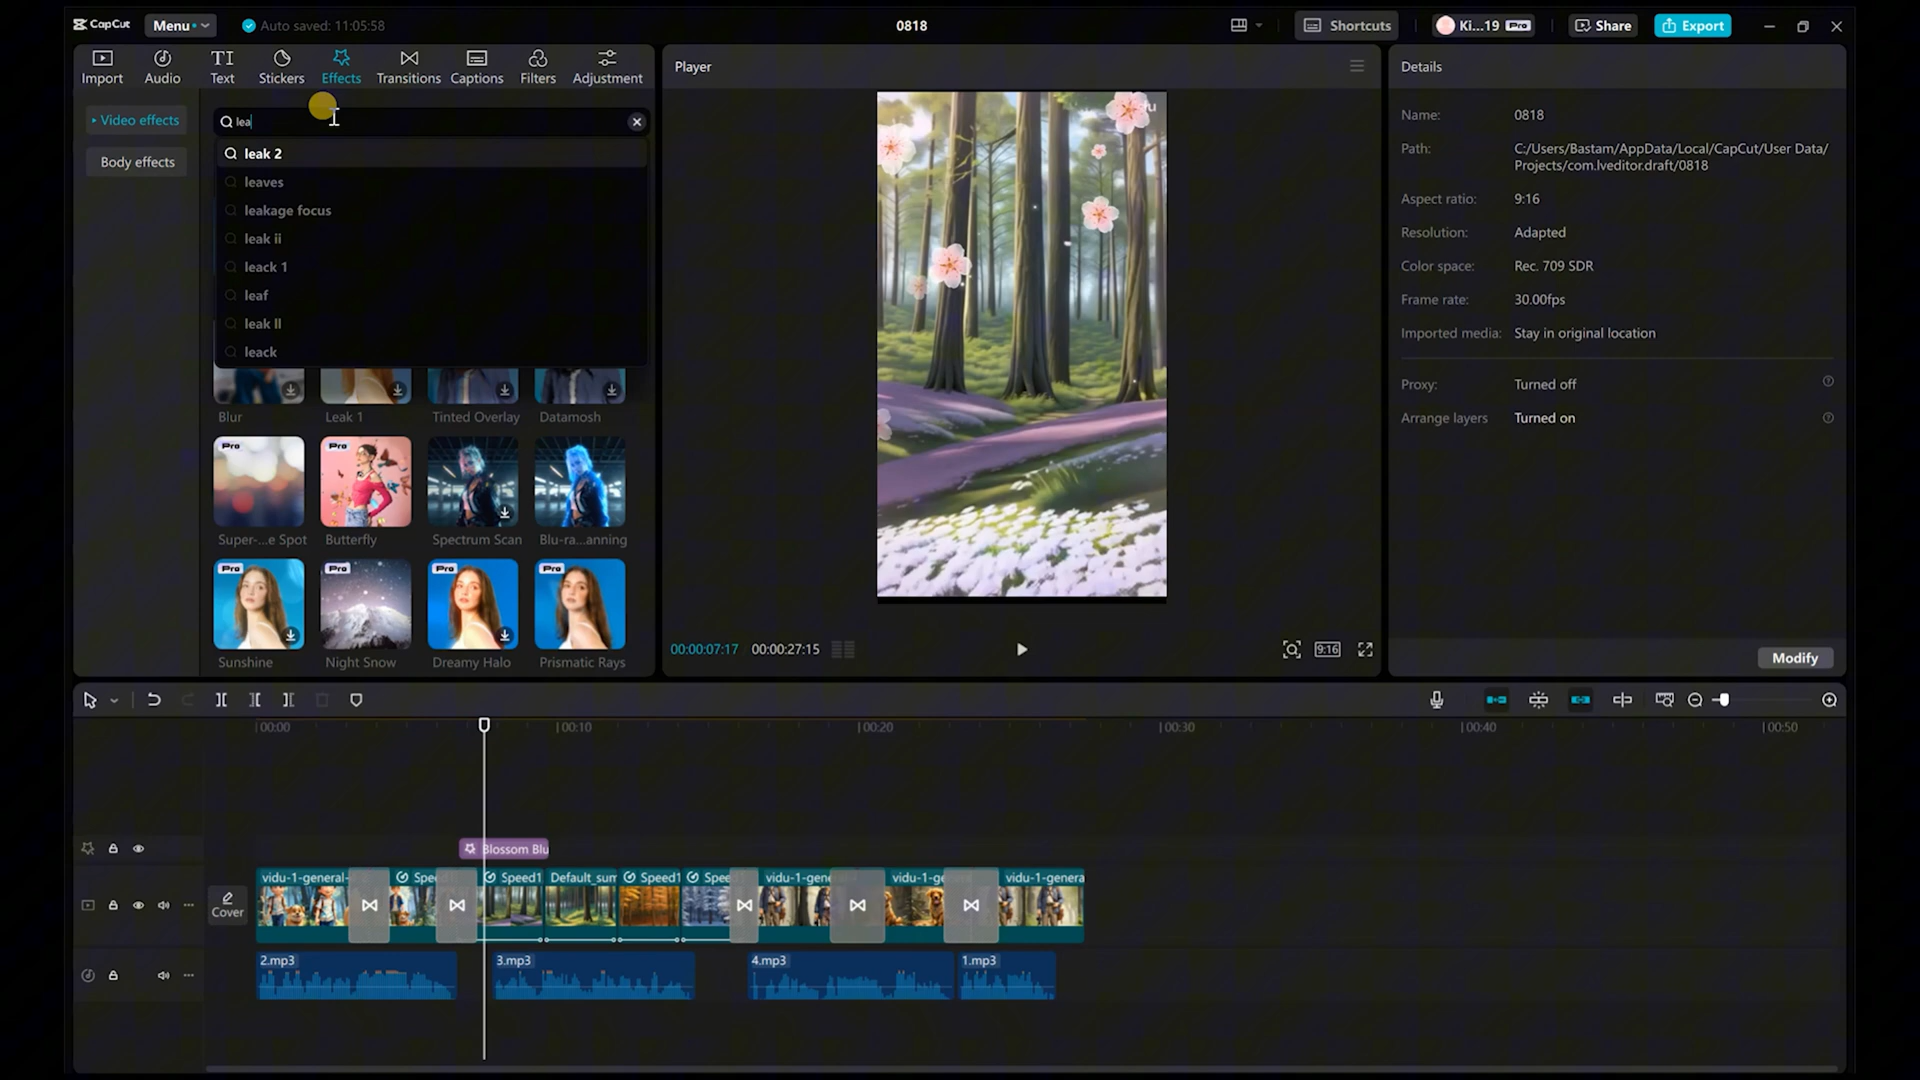 CapCut
Menu
Auto saved: 11:05:58
0818
Shortcuts
Ki...19
Pro
Share
Export
Import
Audio
TI
Text
Stickers
Effects
Transitions
Captions
Filters
Adjustment
Video effects
Body effects
lea
leak 2
leaves
leakage focus
leak ii
leack 1
leaf
leak ll
leack
Blur
Leak 1
Tinted Overlay
Datamosh
Pro
Pro
Super-...e Spot
Butterfly
Spectrum Scan
Blu-ra...anning
Pro
Pro
Pro
Pro
Sunshine
Night Snow
Dreamy Halo
Prismatic Rays
Player
00:00:07:17
00:00:27:15
9:16
Details
Name: 0818
Path: C:/Users/Bastam/AppData/Local/CapCut/User Data/
Projects/com.lveditor.draft/0818
Aspect ratio: 9:16
Resolution: Adapted
Color space: Rec. 709 SDR
Frame rate: 30.00fps
Imported media: Stay in original location
Proxy: Turned off
Arrange layers Turned on
Modify
00:00
00:10
00:20
00:30
00:40
00:50
Blossom Blu
Cover
vidu-1-general-
Spee
Speed1
Default_sum
Speed1
Spee
vidu-1-gene
vidu-1-ge
vidu-1-genera
2.mp3
3.mp3
4.mp3
1.mp3